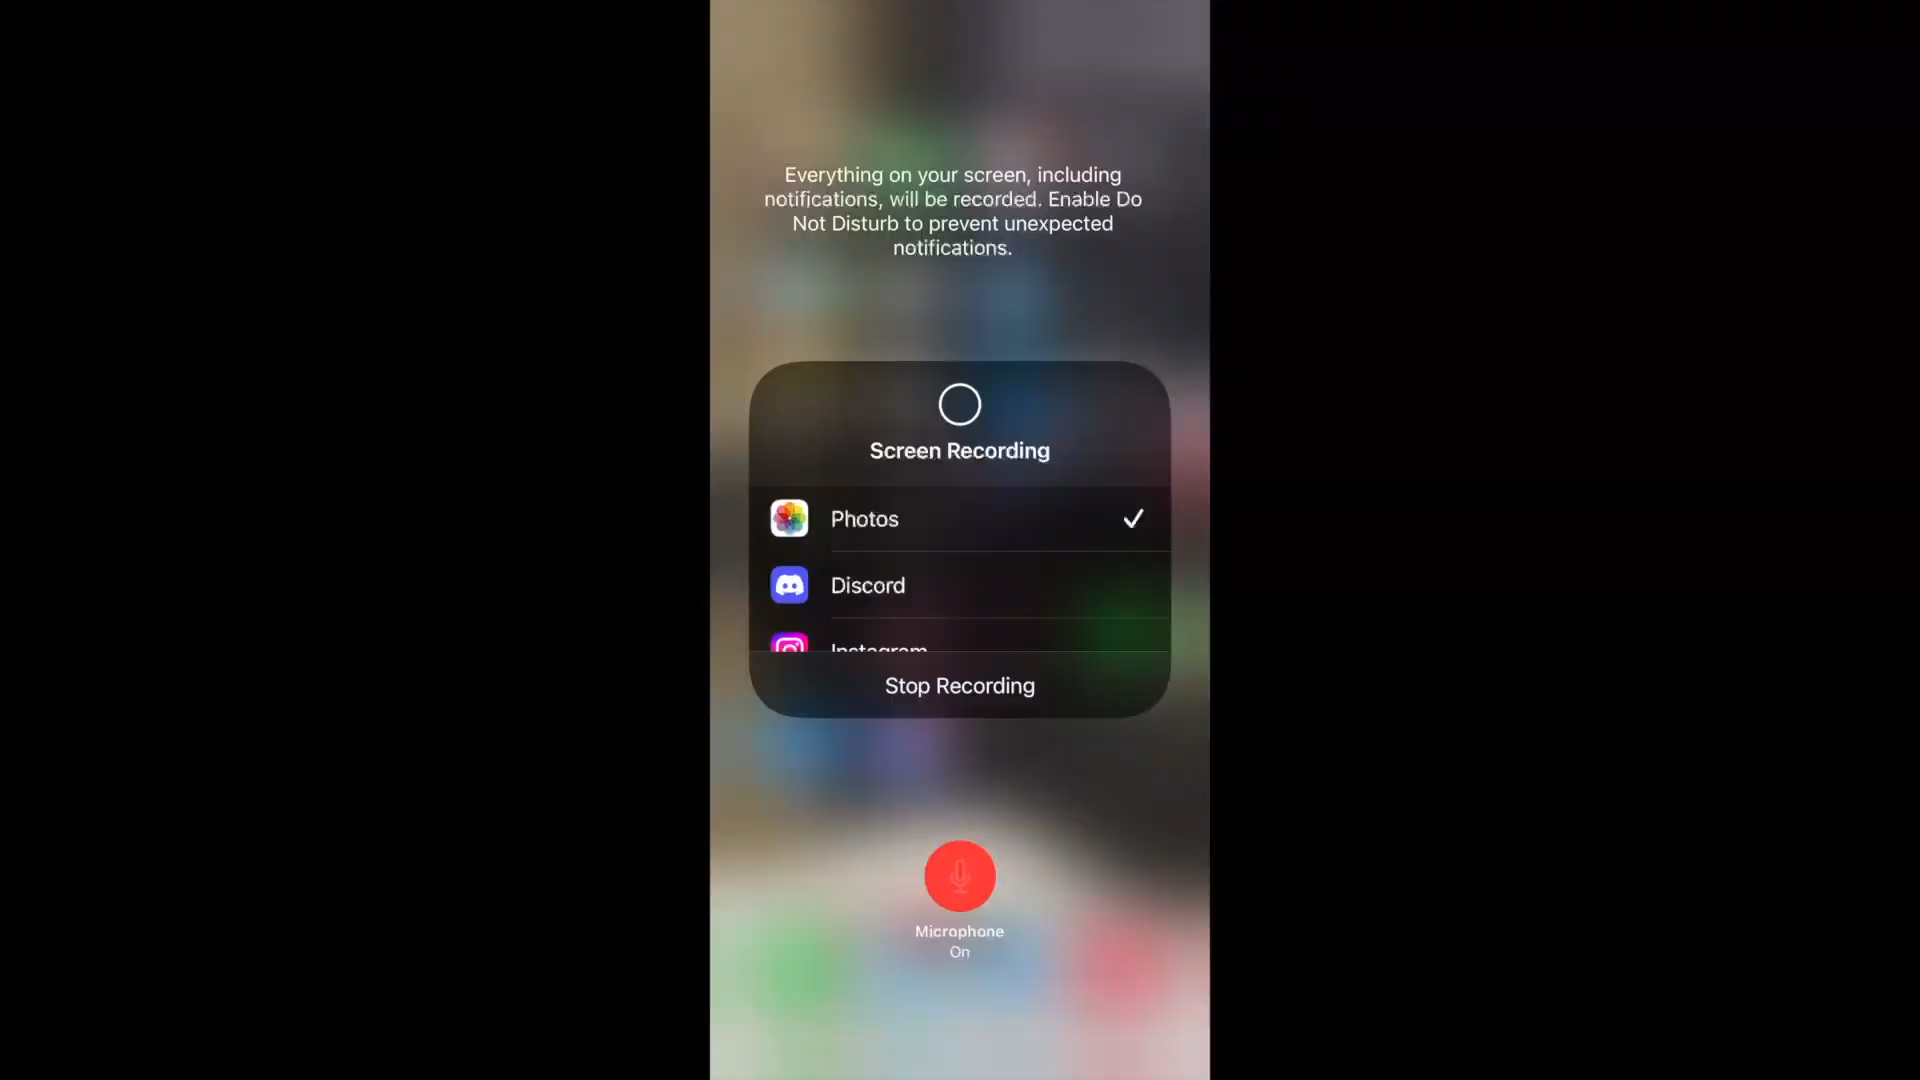 Everything on your screen, including
notifications, will be recorded. Enable Do
Not Disturb to prevent unexpected
notifications.
Screen Recording
Photos
Discord
Instagram
Stop Recording
Microphone
On